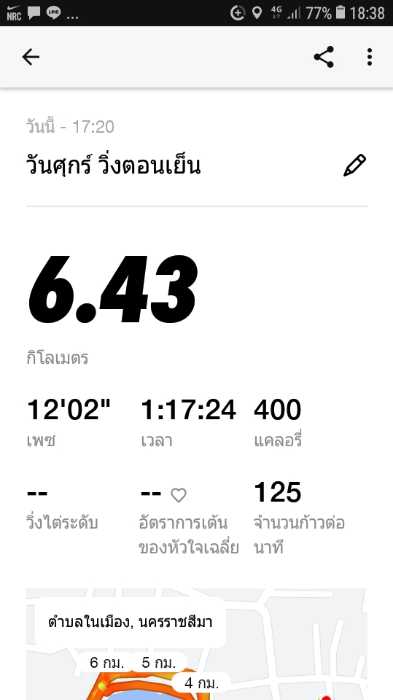 NRC LINE ... 4G 77% 18:38
วันนี้ - 17:20
วันศุกร์ วิ่งตอนเย็น
6.43
กิโลเมตร
12'02" 1:17:24 400
เพซ เวลา แคลอรี่
-- -- 125
วิ่งไต่ระดับ อัตราการเต้น จำนวนก้าวต่อ
ของหัวใจเฉลี่ย นาที
ตำบลในเมือง, นครราชสีมา
6 กม. 5 กม.
4 กม.